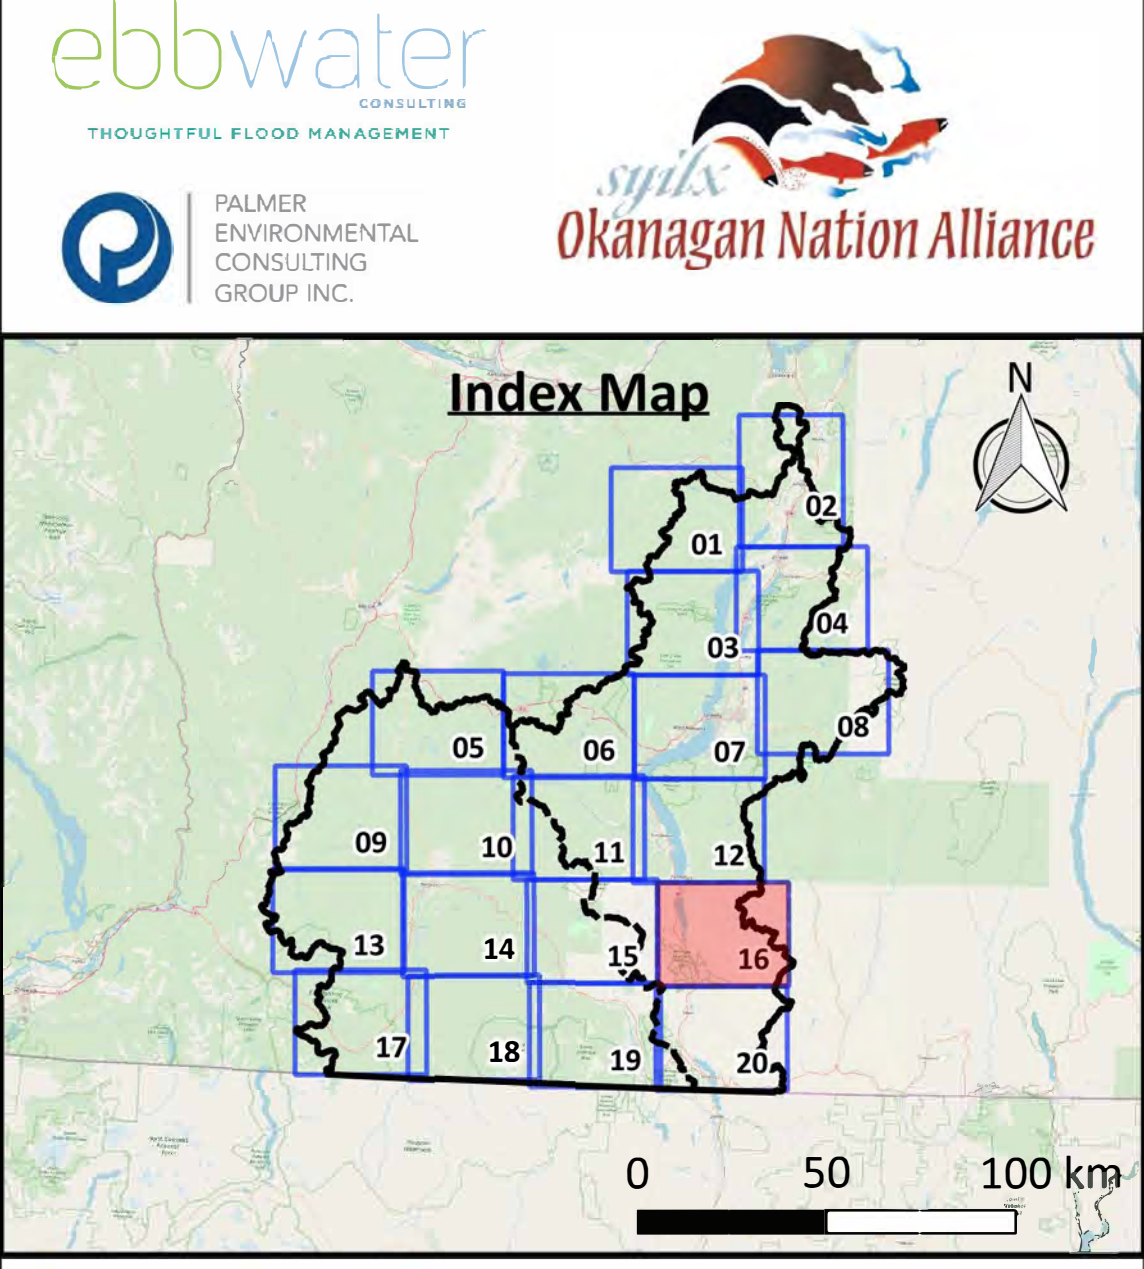 ebbwater
CONSULTING
THOUGHTFUL FLOOD MANAGEMENT
PALMER
ENVIRONMENTAL
CONSULTING
GROUP INC.
syilx
Okanagan Nation Alliance
Index Map
N
02
01
04
03
08
05
06
07
09
10
11
12
13
14
15
16
17
18
19
20
0 50 100 km